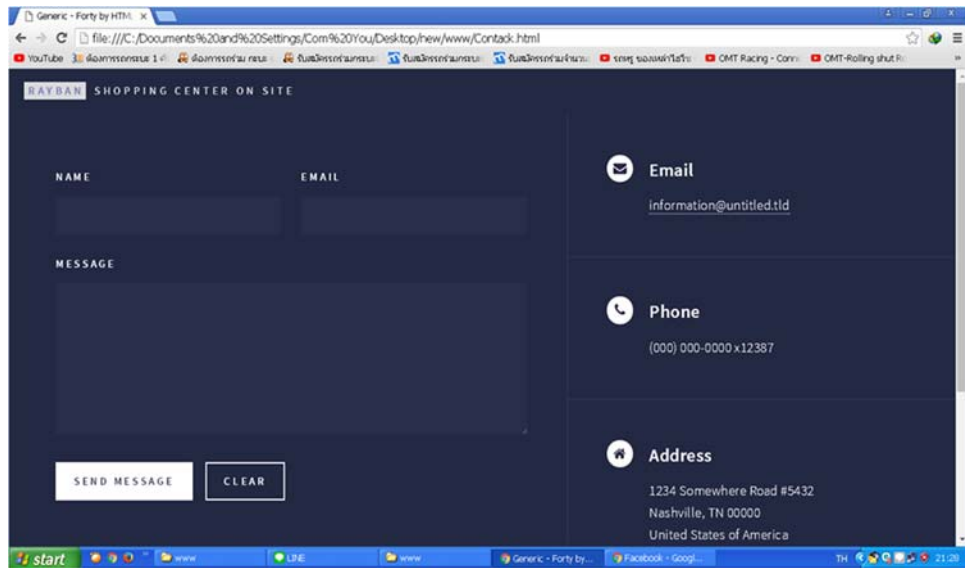 Generic - Forty by HTM
file:///C:/Documents%20and%20Settings/Com%20You/Desktop/new/www/Contack.html
YouTube
OMT Racing - Conn
OMT-Rolling shut R
RAYBAN SHOPPING CENTER ON SITE
NAME
EMAIL
MESSAGE
SEND MESSAGE
CLEAR
Email
information@untitled.tld
Phone
(000) 000-0000 x12387
Address
1234 Somewhere Road #5432
Nashville, TN 00000
United States of America
start
www
LINE
www
Generic - Forty by...
Facebook - Googl...
TH
21:28